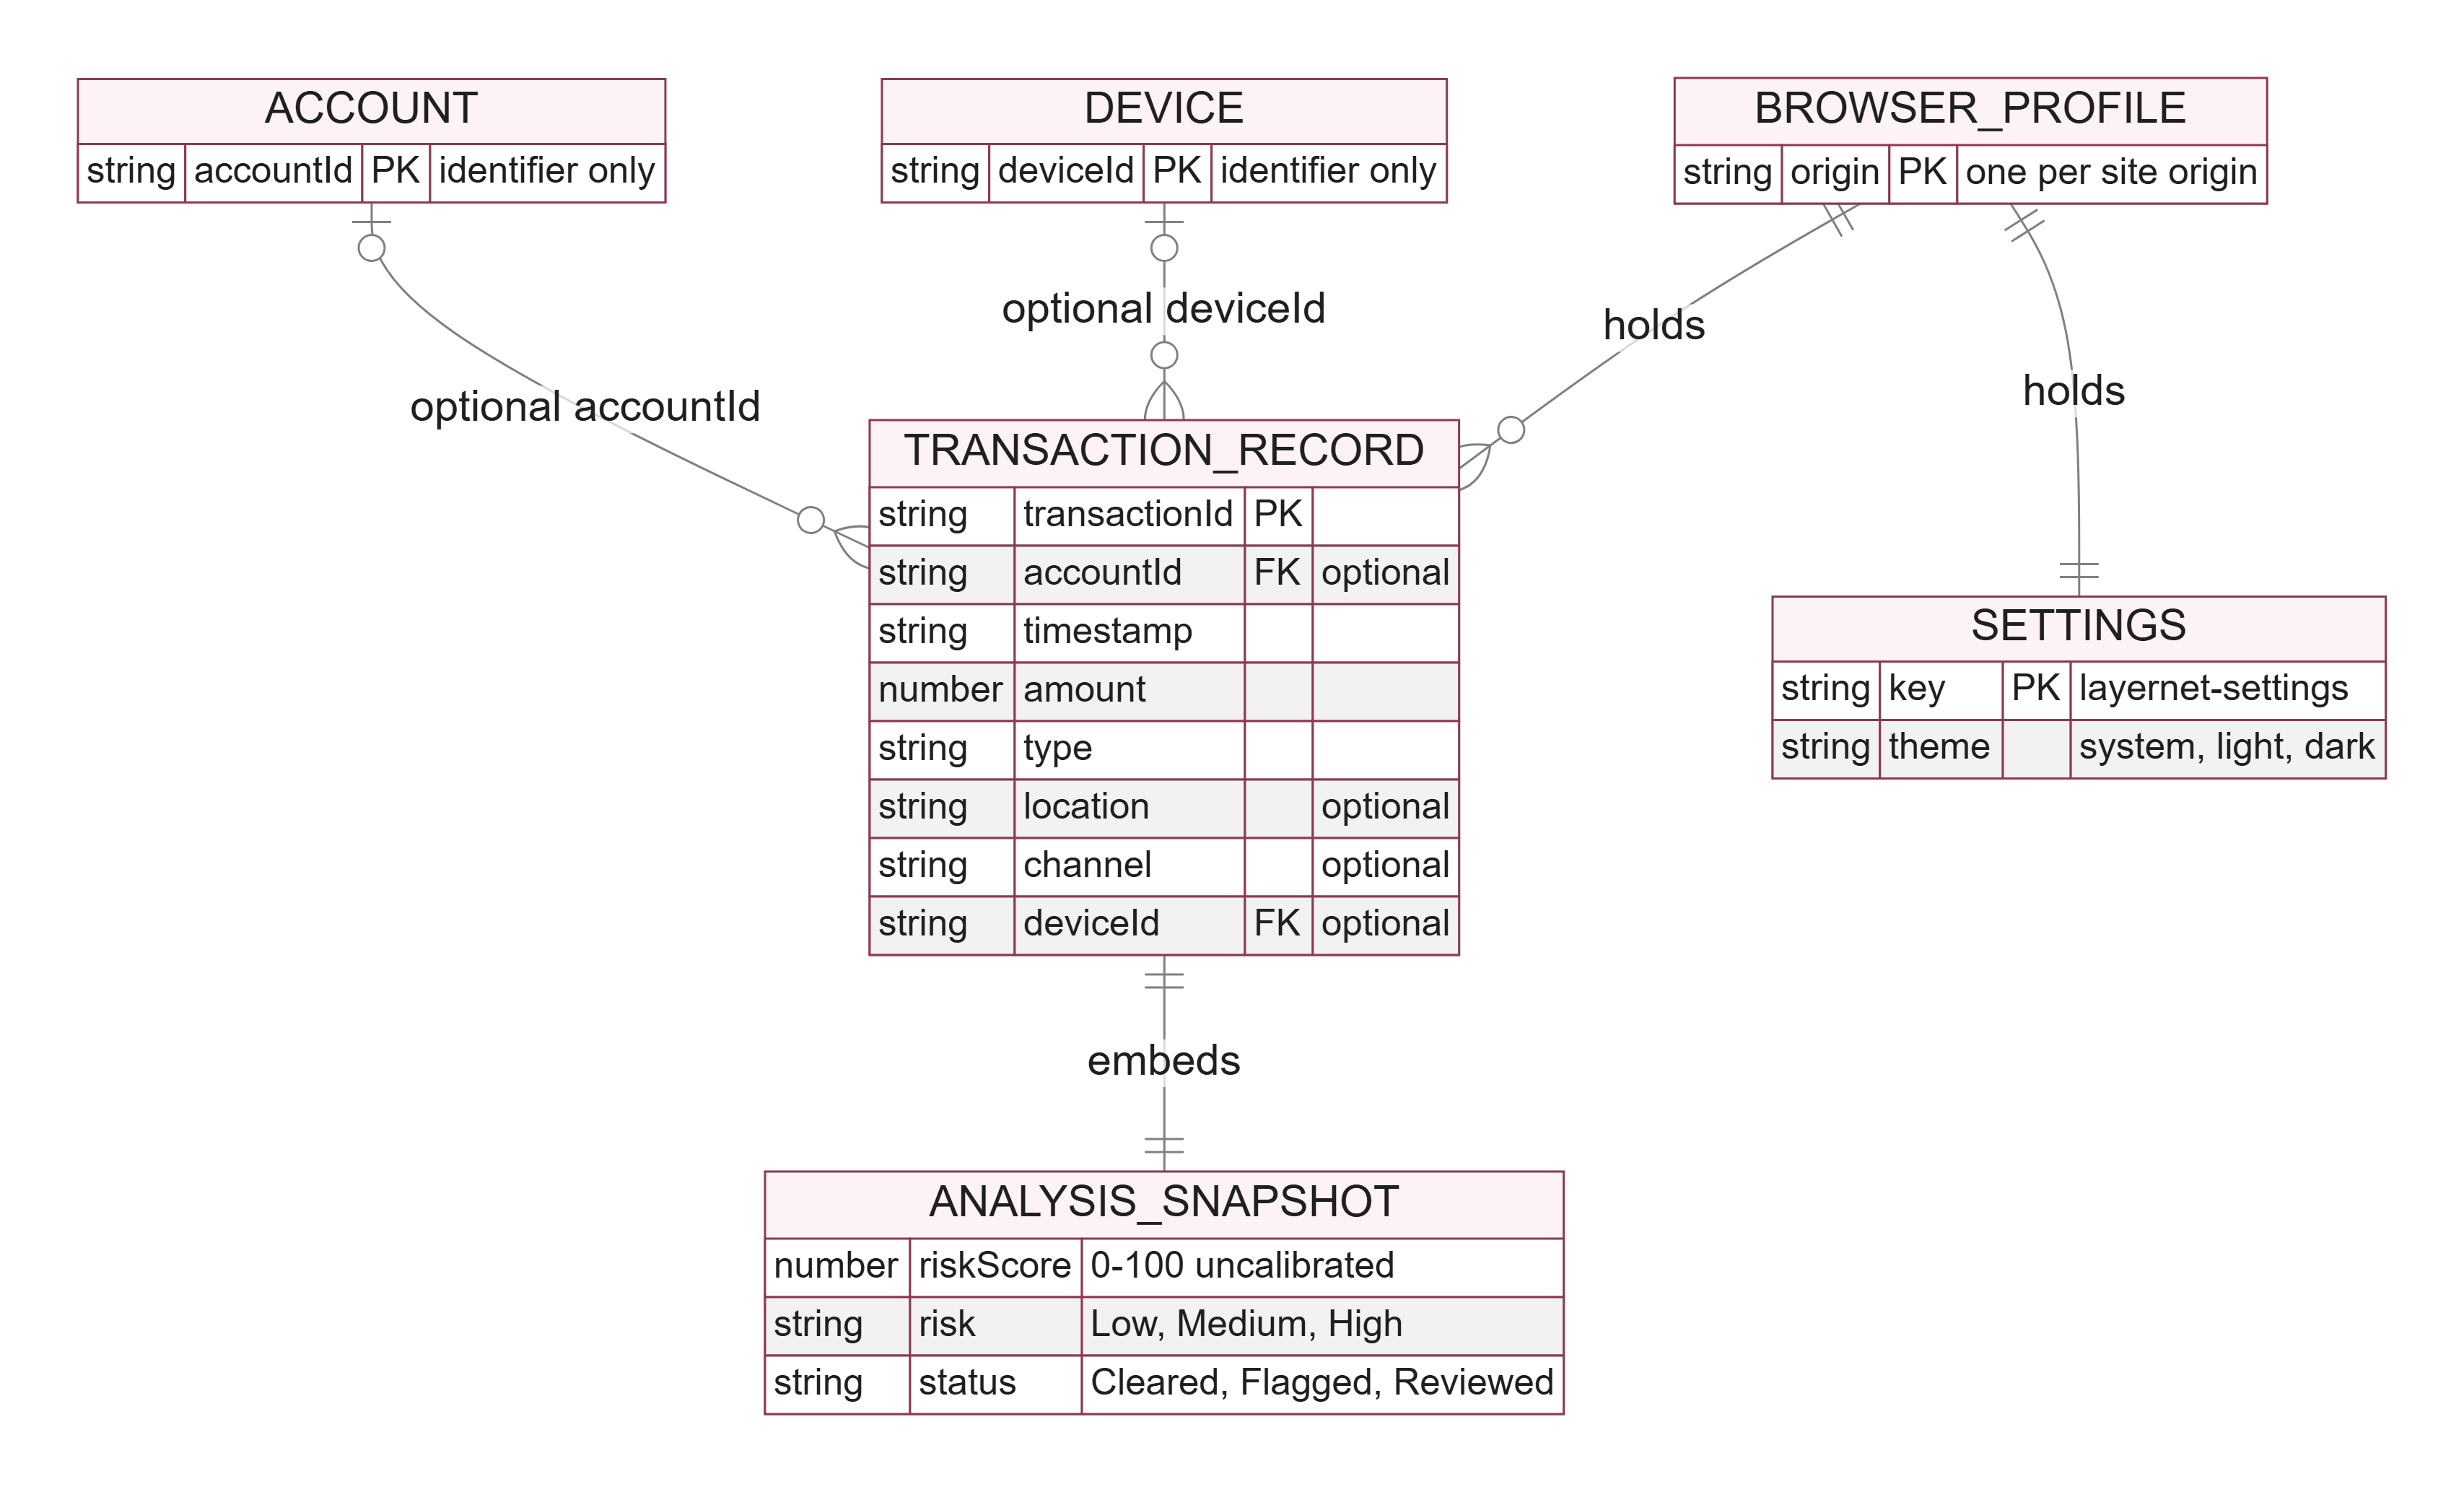 ACCOUNT
string accountId PK identifier only
DEVICE
string deviceId PK identifier only
BROWSER_PROFILE
string origin PK one per site origin
optional accountId
optional deviceId
holds
holds
TRANSACTION_RECORD
string transactionId PK
string accountId FK optional
string timestamp
number amount
string type
string location optional
string channel optional
string deviceId FK optional
SETTINGS
string key PK layernet-settings
string theme system, light, dark
embeds
ANALYSIS_SNAPSHOT
number riskScore 0-100 uncalibrated
string risk Low, Medium, High
string status Cleared, Flagged, Reviewed